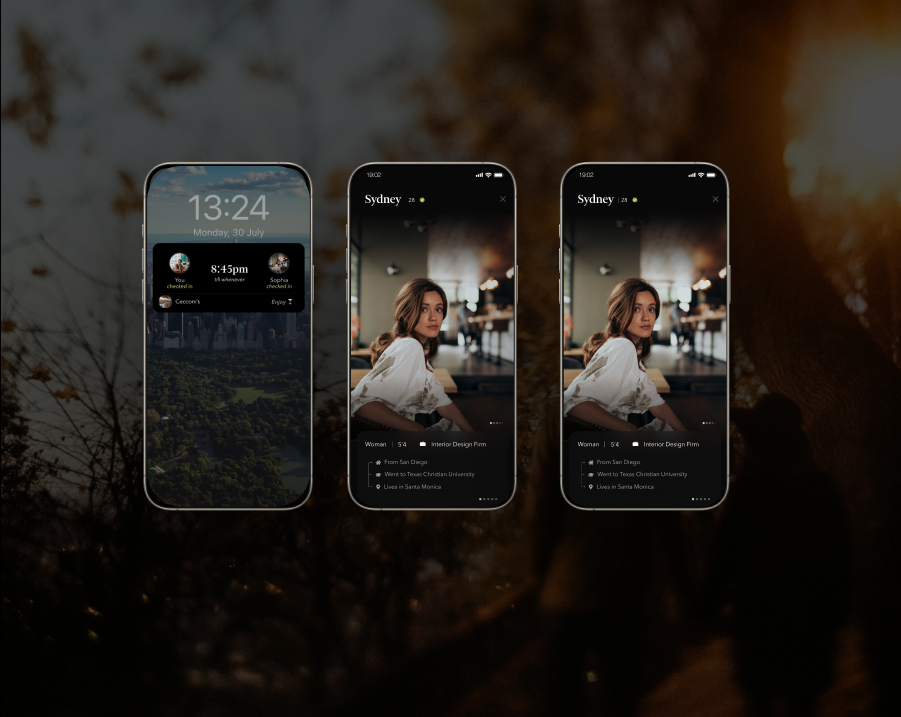 13:24
Monday, 30 July
8:45pm
till whenever
You
checked in
Sophia
checked in
Cecconi's
Enjoy
19:02
Sydney 28
Woman | 5'4 Interior Design Firm
From San Diego
Went to Texas Christian University
Lives in Santa Monica
19:02
Sydney | 28
Woman | 5'4 Interior Design Firm
From San Diego
Went to Texas Christian University
Lives in Santa Monica